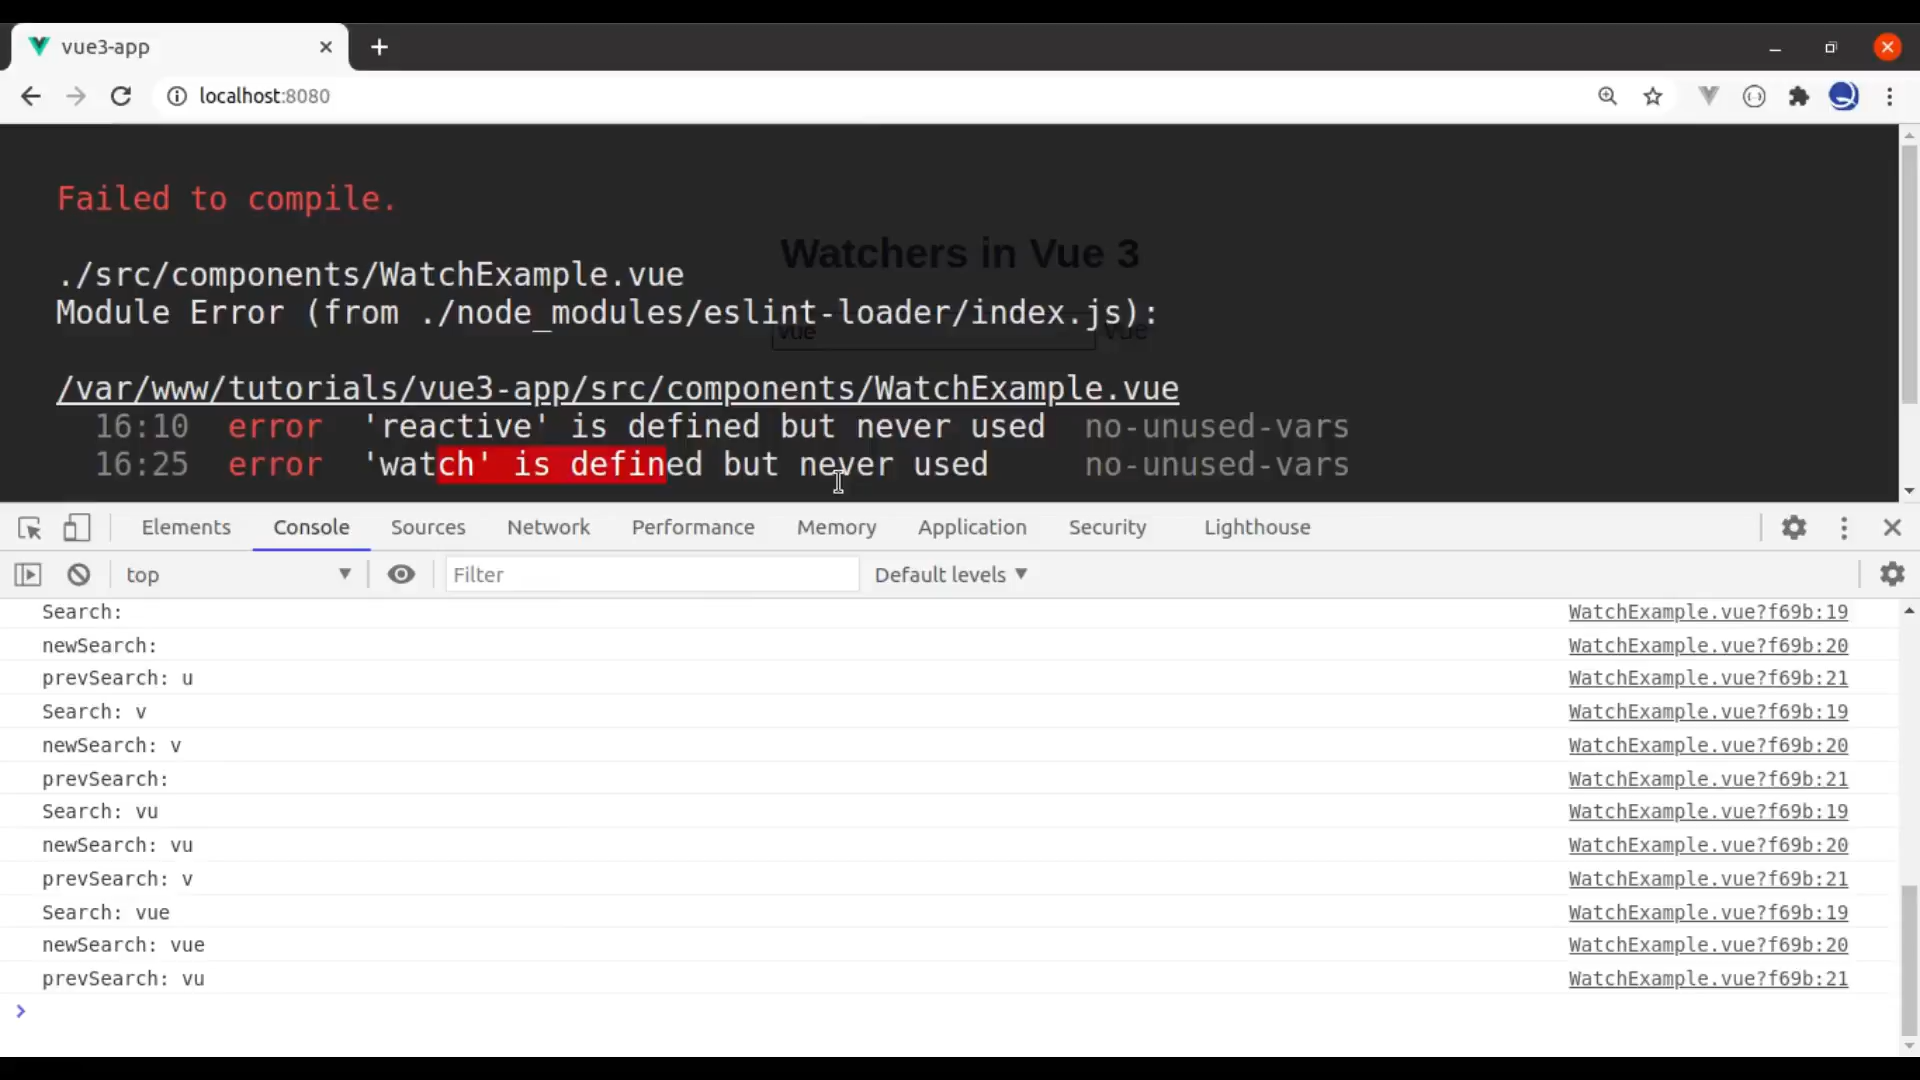 vue3-app
localhost:8080
Failed to compile.
Watchers in Vue 3
./src/components/WatchExample.vue
Module Error (from ./node_modules/eslint-loader/index.js):
vue
vue
/var/www/tutorials/vue3-app/src/components/WatchExample.vue
16:10 error 'reactive' is defined but never used no-unused-vars
16:25 error 'watch' is defined but never used no-unused-vars
Elements Console Sources Network Performance Memory Application Security Lighthouse
top Filter Default levels
Search: WatchExample.vue?f69b:19
newSearch: WatchExample.vue?f69b:20
prevSearch: u WatchExample.vue?f69b:21
Search: v WatchExample.vue?f69b:19
newSearch: v WatchExample.vue?f69b:20
prevSearch: WatchExample.vue?f69b:21
Search: vu WatchExample.vue?f69b:19
newSearch: vu WatchExample.vue?f69b:20
prevSearch: v WatchExample.vue?f69b:21
Search: vue WatchExample.vue?f69b:19
newSearch: vue WatchExample.vue?f69b:20
prevSearch: vu WatchExample.vue?f69b:21